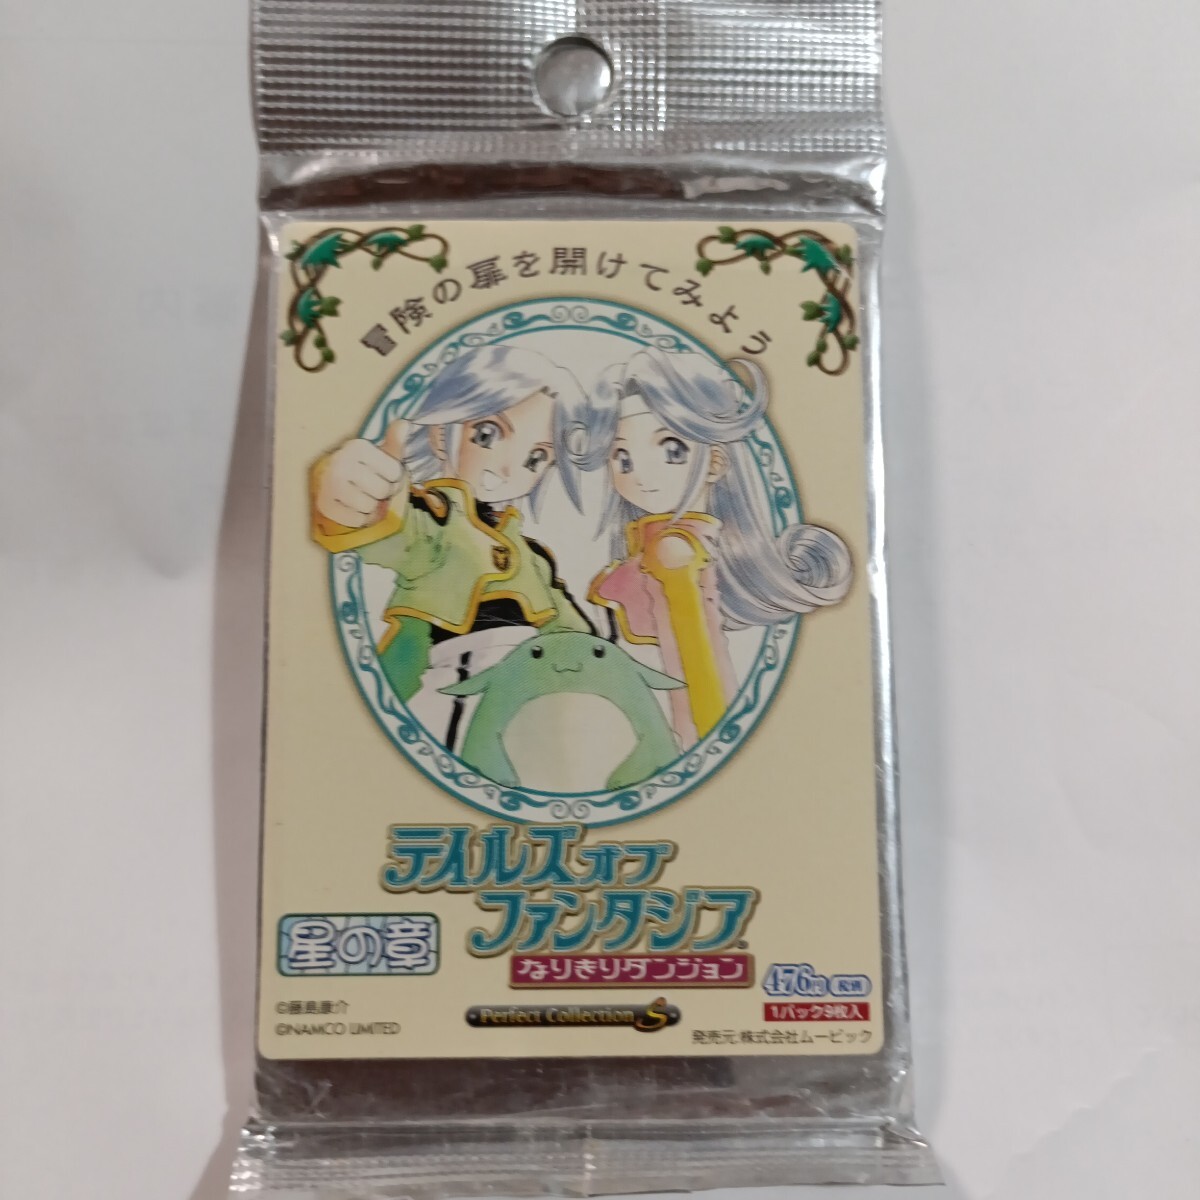 冒険の扉を開けてみよう
テイルズオブ
ファンタジア
なりきりダンジョン
星の章
476円(税別)
1パック9枚入
Perfect Collection S
©藤島康介
©NAMCO LIMITED
発売元:株式会社ムービック